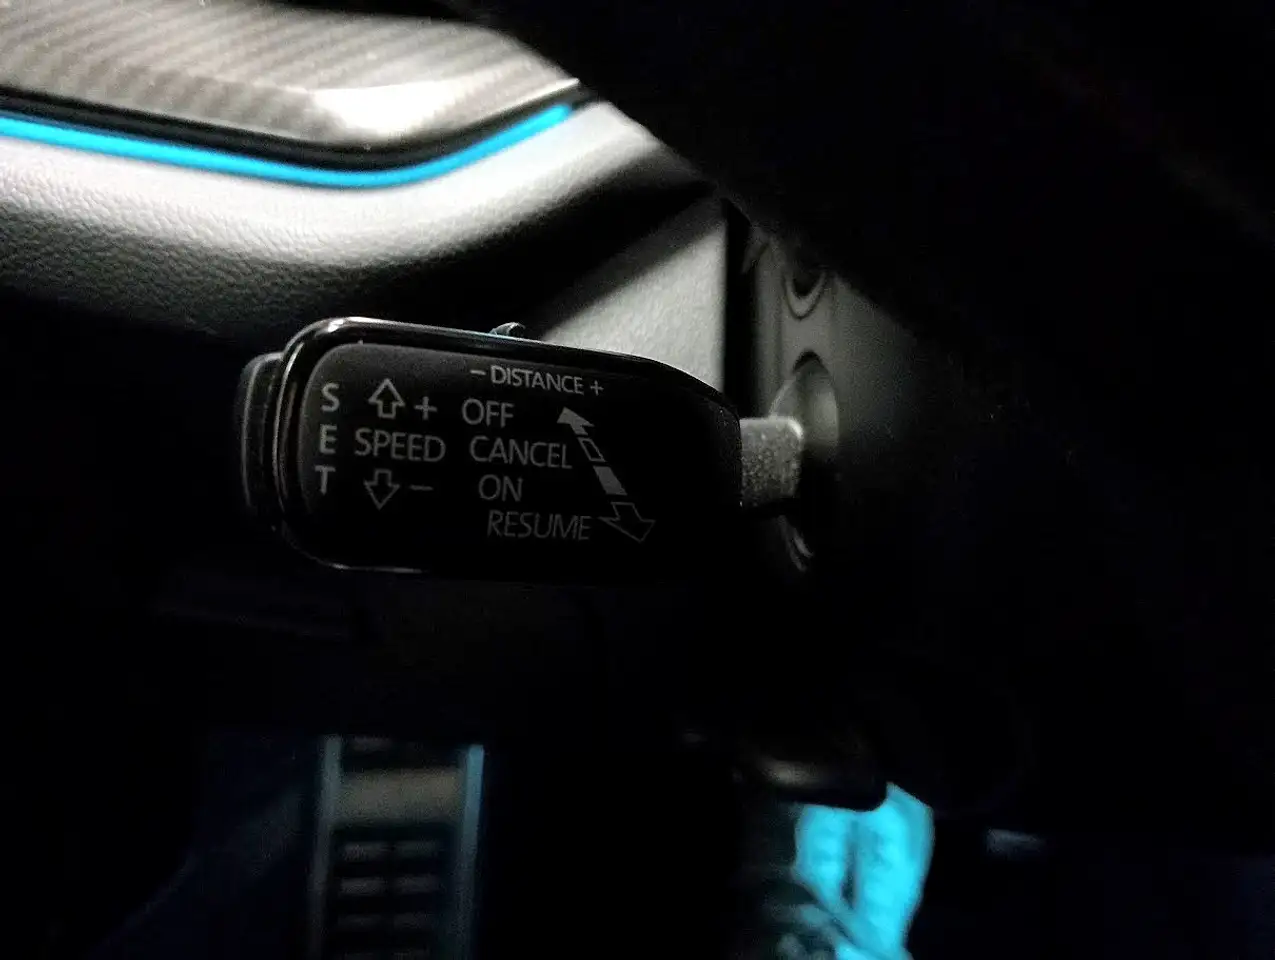 - DISTANCE +
S
E
T
+
SPEED
-
OFF
CANCEL
ON
RESUME